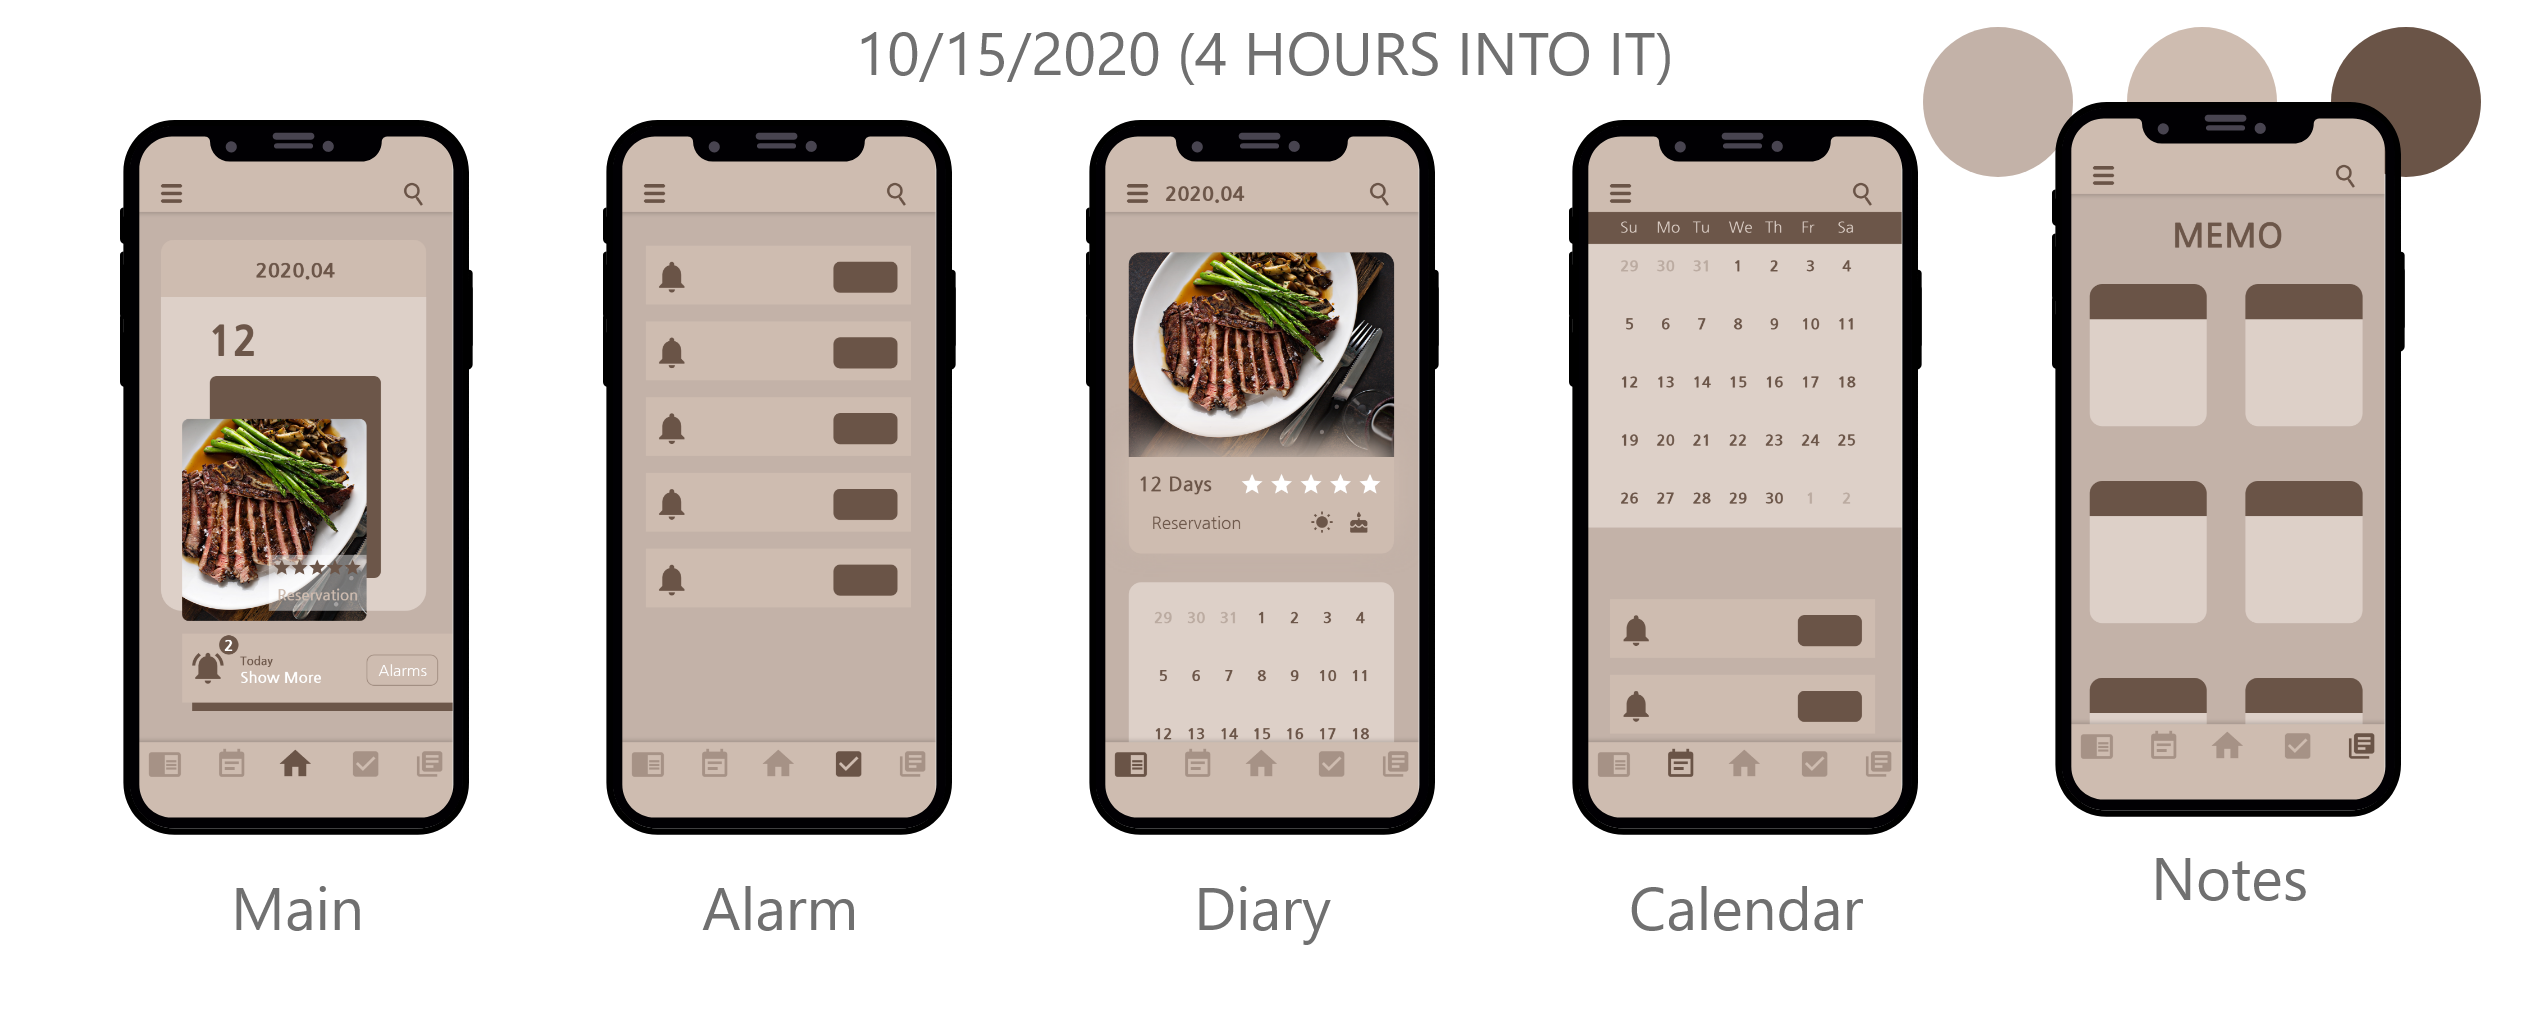 10/15/2020 (4 HOURS INTO IT)
2020.04
12
Reservation
2
Today
Show More
Alarms
Main
Alarm
2020.04
12 Days
Reservation
29 30 31 1 2 3 4
5 6 7 8 9 10 11
12 13 14 15 16 17 18
Diary
Su Mo Tu We Th Fr Sa
29 30 31 1 2 3 4
5 6 7 8 9 10 11
12 13 14 15 16 17 18
19 20 21 22 23 24 25
26 27 28 29 30 1 2
Calendar
MEMO
Notes